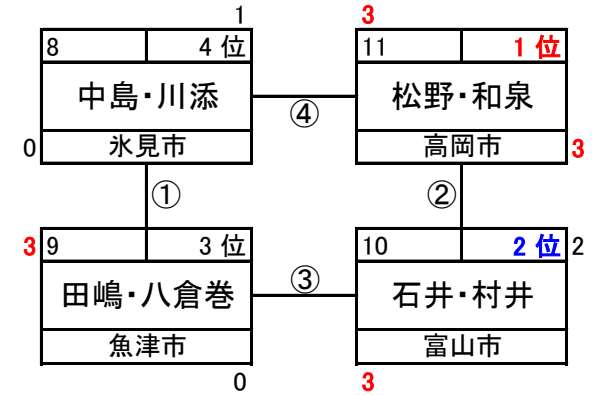 1 3
8 4 位 11 1 位
中島・川添 ④ 松野・和泉
0 氷見市 高岡市 3
① ②
3 9 3 位 10 2 位 2
田嶋・八倉巻 ③ 石井・村井
魚津市 富山市
0 3